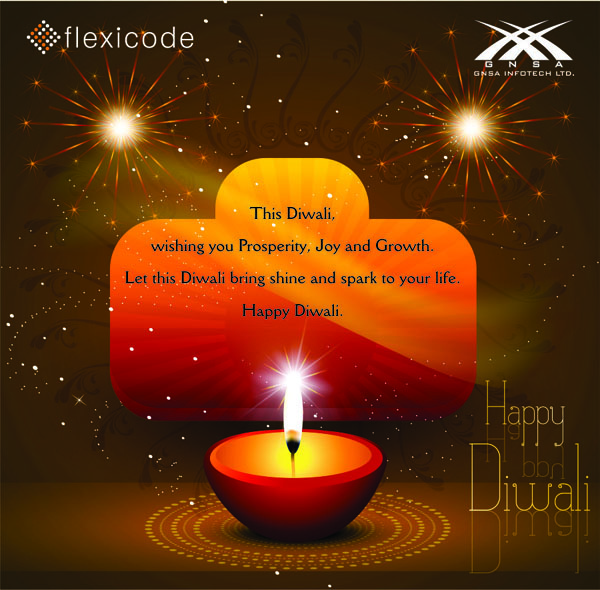 flexicode
GNSA
GNSA INFOTECH LTD.
This Diwali,
wishing you Prosperity, Joy and Growth.
Let this Diwali bring shine and spark to your life.
Happy Diwali.
Happy
Diwali